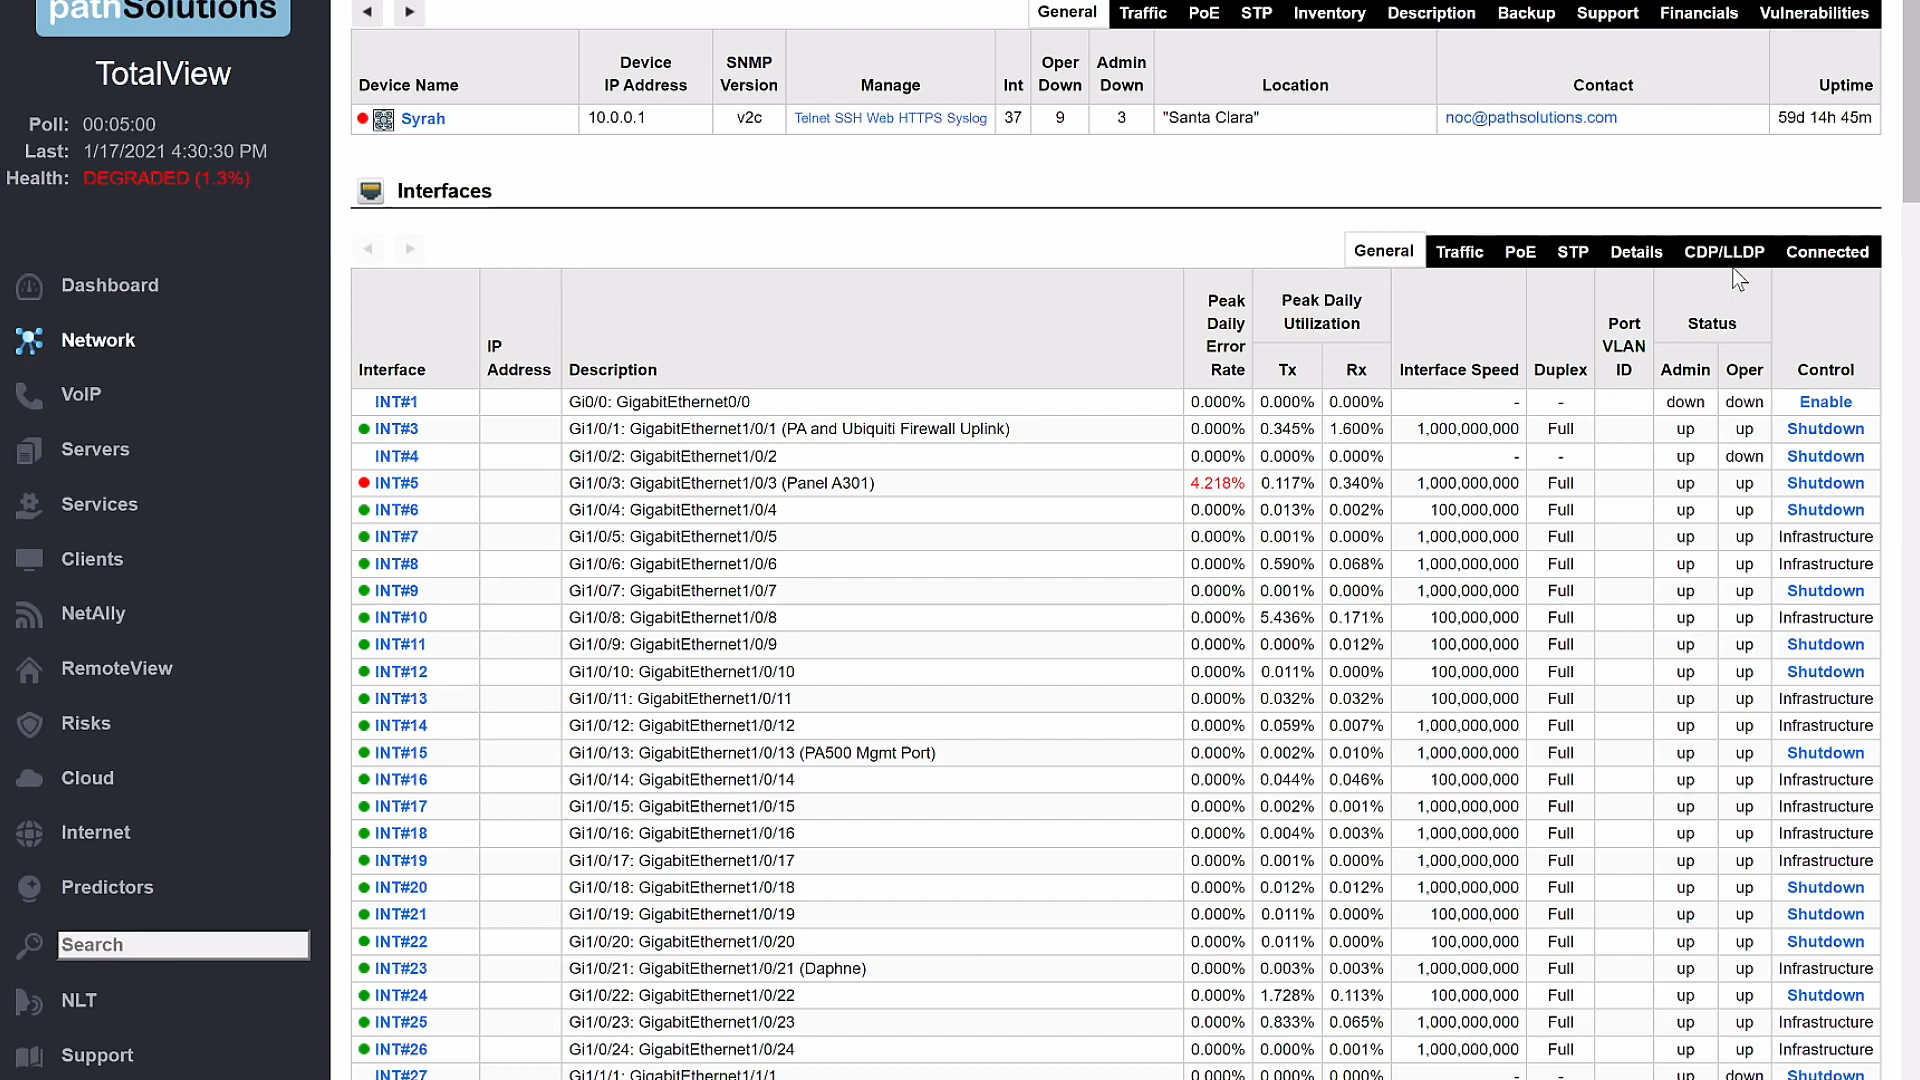 pathSolutions
TotalView
Poll: 00:05:00
Last: 1/17/2021 4:30:30 PM
Health: DEGRADED (1.3%)
Dashboard
Network
VoIP
Servers
Services
Clients
NetAlly
RemoteView
Risks
Cloud
Internet
Predictors
Search
NLT
Support
General Traffic PoE STP Inventory Description Backup Support Financials Vulnerabilities
Device Name Device IP Address SNMP Version Manage Int Oper Down Admin Down Location Contact Uptime
Syrah 10.0.0.1 v2c Telnet SSH Web HTTPS Syslog 37 9 3 "Santa Clara" noc@pathsolutions.com 59d 14h 45m
Interfaces
General Traffic PoE STP Details CDP/LLDP Connected
Interface IP Address Description Peak Daily Error Rate Peak Daily Utilization Tx Rx Interface Speed Duplex Port VLAN ID Status Admin Oper Control
INT#1 Gi0/0: GigabitEthernet0/0 0.000% 0.000% 0.000% - - down down Enable
INT#3 Gi1/0/1: GigabitEthernet1/0/1 (PA and Ubiquiti Firewall Uplink) 0.000% 0.345% 1.600% 1,000,000,000 Full up up Shutdown
INT#4 Gi1/0/2: GigabitEthernet1/0/2 0.000% 0.000% 0.000% - - up down Shutdown
INT#5 Gi1/0/3: GigabitEthernet1/0/3 (Panel A301) 4.218% 0.117% 0.340% 1,000,000,000 Full up up Shutdown
INT#6 Gi1/0/4: GigabitEthernet1/0/4 0.000% 0.013% 0.002% 100,000,000 Full up up Shutdown
INT#7 Gi1/0/5: GigabitEthernet1/0/5 0.000% 0.001% 0.000% 1,000,000,000 Full up up Infrastructure
INT#8 Gi1/0/6: GigabitEthernet1/0/6 0.000% 0.590% 0.068% 1,000,000,000 Full up up Infrastructure
INT#9 Gi1/0/7: GigabitEthernet1/0/7 0.000% 0.001% 0.000% 1,000,000,000 Full up up Shutdown
INT#10 Gi1/0/8: GigabitEthernet1/0/8 0.000% 5.436% 0.171% 100,000,000 Full up up Infrastructure
INT#11 Gi1/0/9: GigabitEthernet1/0/9 0.000% 0.000% 0.012% 100,000,000 Full up up Shutdown
INT#12 Gi1/0/10: GigabitEthernet1/0/10 0.000% 0.011% 0.000% 100,000,000 Full up up Shutdown
INT#13 Gi1/0/11: GigabitEthernet1/0/11 0.000% 0.032% 0.032% 100,000,000 Full up up Infrastructure
INT#14 Gi1/0/12: GigabitEthernet1/0/12 0.000% 0.059% 0.007% 1,000,000,000 Full up up Infrastructure
INT#15 Gi1/0/13: GigabitEthernet1/0/13 (PA500 Mgmt Port) 0.000% 0.002% 0.010% 1,000,000,000 Full up up Shutdown
INT#16 Gi1/0/14: GigabitEthernet1/0/14 0.000% 0.044% 0.046% 100,000,000 Full up up Infrastructure
INT#17 Gi1/0/15: GigabitEthernet1/0/15 0.000% 0.002% 0.001% 1,000,000,000 Full up up Infrastructure
INT#18 Gi1/0/16: GigabitEthernet1/0/16 0.000% 0.004% 0.003% 1,000,000,000 Full up up Infrastructure
INT#19 Gi1/0/17: GigabitEthernet1/0/17 0.000% 0.001% 0.000% 1,000,000,000 Full up up Infrastructure
INT#20 Gi1/0/18: GigabitEthernet1/0/18 0.000% 0.012% 0.012% 1,000,000,000 Full up up Shutdown
INT#21 Gi1/0/19: GigabitEthernet1/0/19 0.000% 0.011% 0.000% 100,000,000 Full up up Shutdown
INT#22 Gi1/0/20: GigabitEthernet1/0/20 0.000% 0.011% 0.000% 100,000,000 Full up up Shutdown
INT#23 Gi1/0/21: GigabitEthernet1/0/21 (Daphne) 0.000% 0.003% 0.003% 1,000,000,000 Full up up Infrastructure
INT#24 Gi1/0/22: GigabitEthernet1/0/22 0.000% 1.728% 0.113% 100,000,000 Full up up Shutdown
INT#25 Gi1/0/23: GigabitEthernet1/0/23 0.000% 0.833% 0.065% 1,000,000,000 Full up up Infrastructure
INT#26 Gi1/0/24: GigabitEthernet1/0/24 0.000% 0.000% 0.001% 1,000,000,000 Full up up Infrastructure
INT#27 Gi1/1/1: GigabitEthernet1/1/1 0.000% 0.000% 0.000% - - up down Shutdown